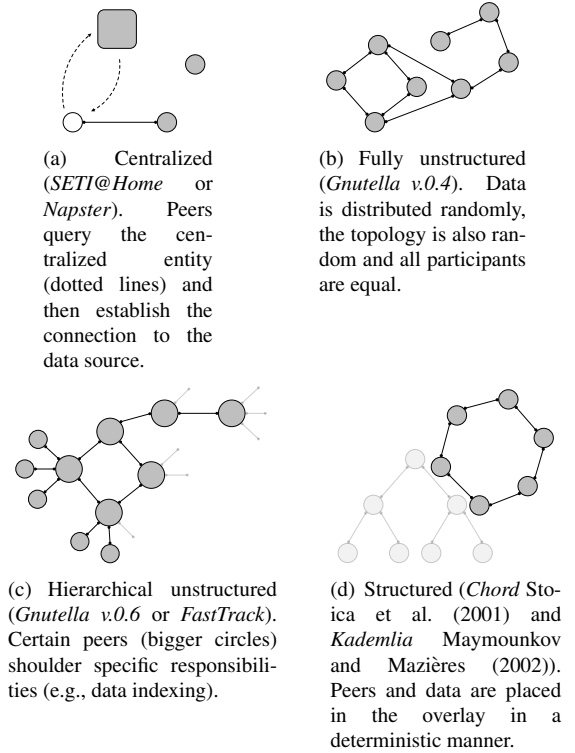 (a) Centralized
(SETI@Home or
Napster). Peers
query the cen-
tralized entity
(dotted lines) and
then establish the
connection to the
data source.
(b) Fully unstructured
(Gnutella v.0.4). Data
is distributed randomly,
the topology is also ran-
dom and all participants
are equal.
(c) Hierarchical unstructured
(Gnutella v.0.6 or FastTrack).
Certain peers (bigger circles)
shoulder specific responsibili-
ties (e.g., data indexing).
(d) Structured (Chord Sto-
ica et al. (2001) and
Kademlia Maymounkov
and Mazières (2002)).
Peers and data are placed
in the overlay in a
deterministic manner.